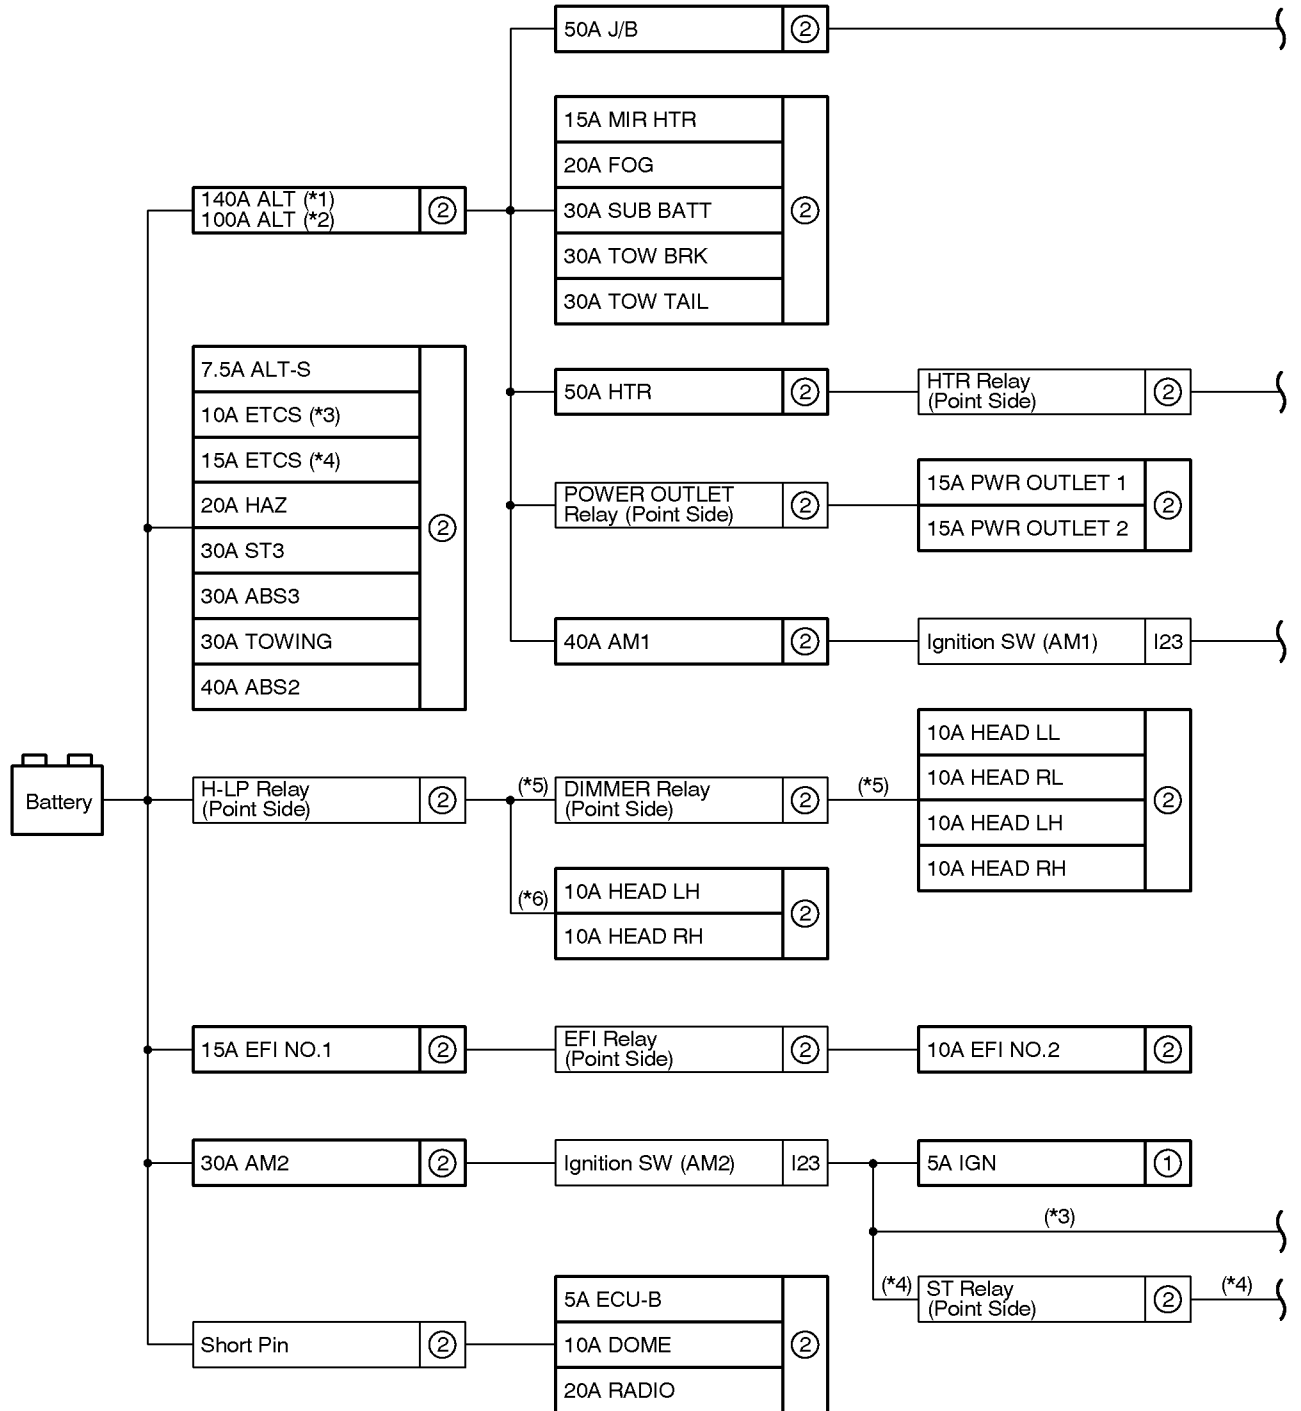 50A J/B ②
15A MIR HTR
20A FOG
30A SUB BATT ②
30A TOW BRK
30A TOW TAIL
140A ALT (*1)
100A ALT (*2) ②
7.5A ALT-S
10A ETCS (*3)
15A ETCS (*4)
20A HAZ
②
30A ST3
30A ABS3
30A TOWING
40A ABS2
50A HTR ②
HTR Relay
(Point Side) ②
POWER OUTLET
Relay (Point Side) ②
15A PWR OUTLET 1
②
15A PWR OUTLET 2
40A AM1 ②
Ignition SW (AM1) I23
Battery
H-LP Relay
(Point Side) ②
(*5)
DIMMER Relay
(Point Side) ②
(*5)
10A HEAD LL
10A HEAD RL
②
10A HEAD LH
10A HEAD RH
(*6)
10A HEAD LH
②
10A HEAD RH
15A EFI NO.1 ②
EFI Relay
(Point Side) ②
10A EFI NO.2 ②
30A AM2 ②
Ignition SW (AM2) I23
5A IGN ①
(*3)
(*4)
ST Relay
(Point Side) ②
(*4)
Short Pin ②
5A ECU-B
10A DOME ②
20A RADIO